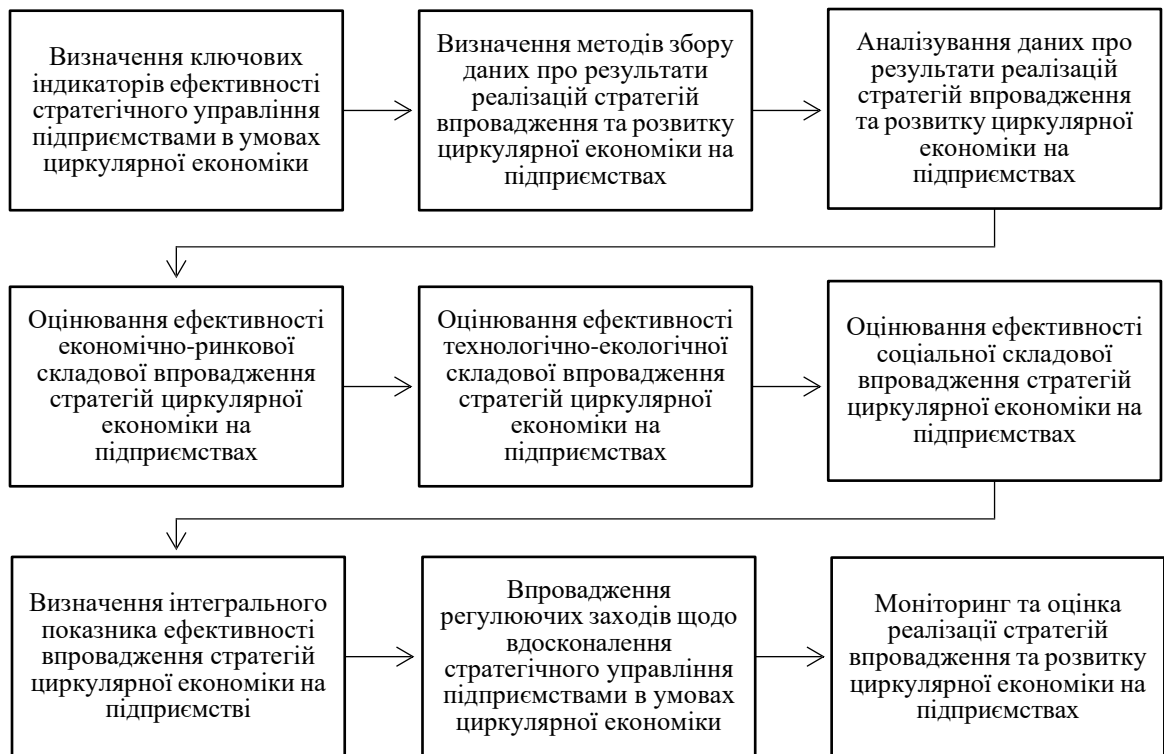 Визначення ключових
індикаторів ефективності
стратегічного управління
підприємствами в умовах
циркулярної економіки
Визначення методів збору
даних про результати
реалізацій стратегій
впровадження та розвитку
циркулярної економіки на
підприємствах
Аналізування даних про
результати реалізацій
стратегій впровадження
та розвитку циркулярної
економіки на
підприємствах
Оцінювання ефективності
економічно-ринкової
складової впровадження
стратегій циркулярної
економіки на
підприємствах
Оцінювання ефективності
технологічно-екологічної
складової впровадження
стратегій циркулярної
економіки на
підприємствах
Оцінювання ефективності
соціальної складової
впровадження стратегій
циркулярної економіки на
підприємствах
Визначення інтегрального
показника ефективності
впровадження стратегій
циркулярної економіки на
підприємстві
Впровадження
регулюючих заходів щодо
вдосконалення
стратегічного управління
підприємствами в умовах
циркулярної економіки
Моніторинг та оцінка
реалізації стратегій
впровадження та розвитку
циркулярної економіки на
підприємствах